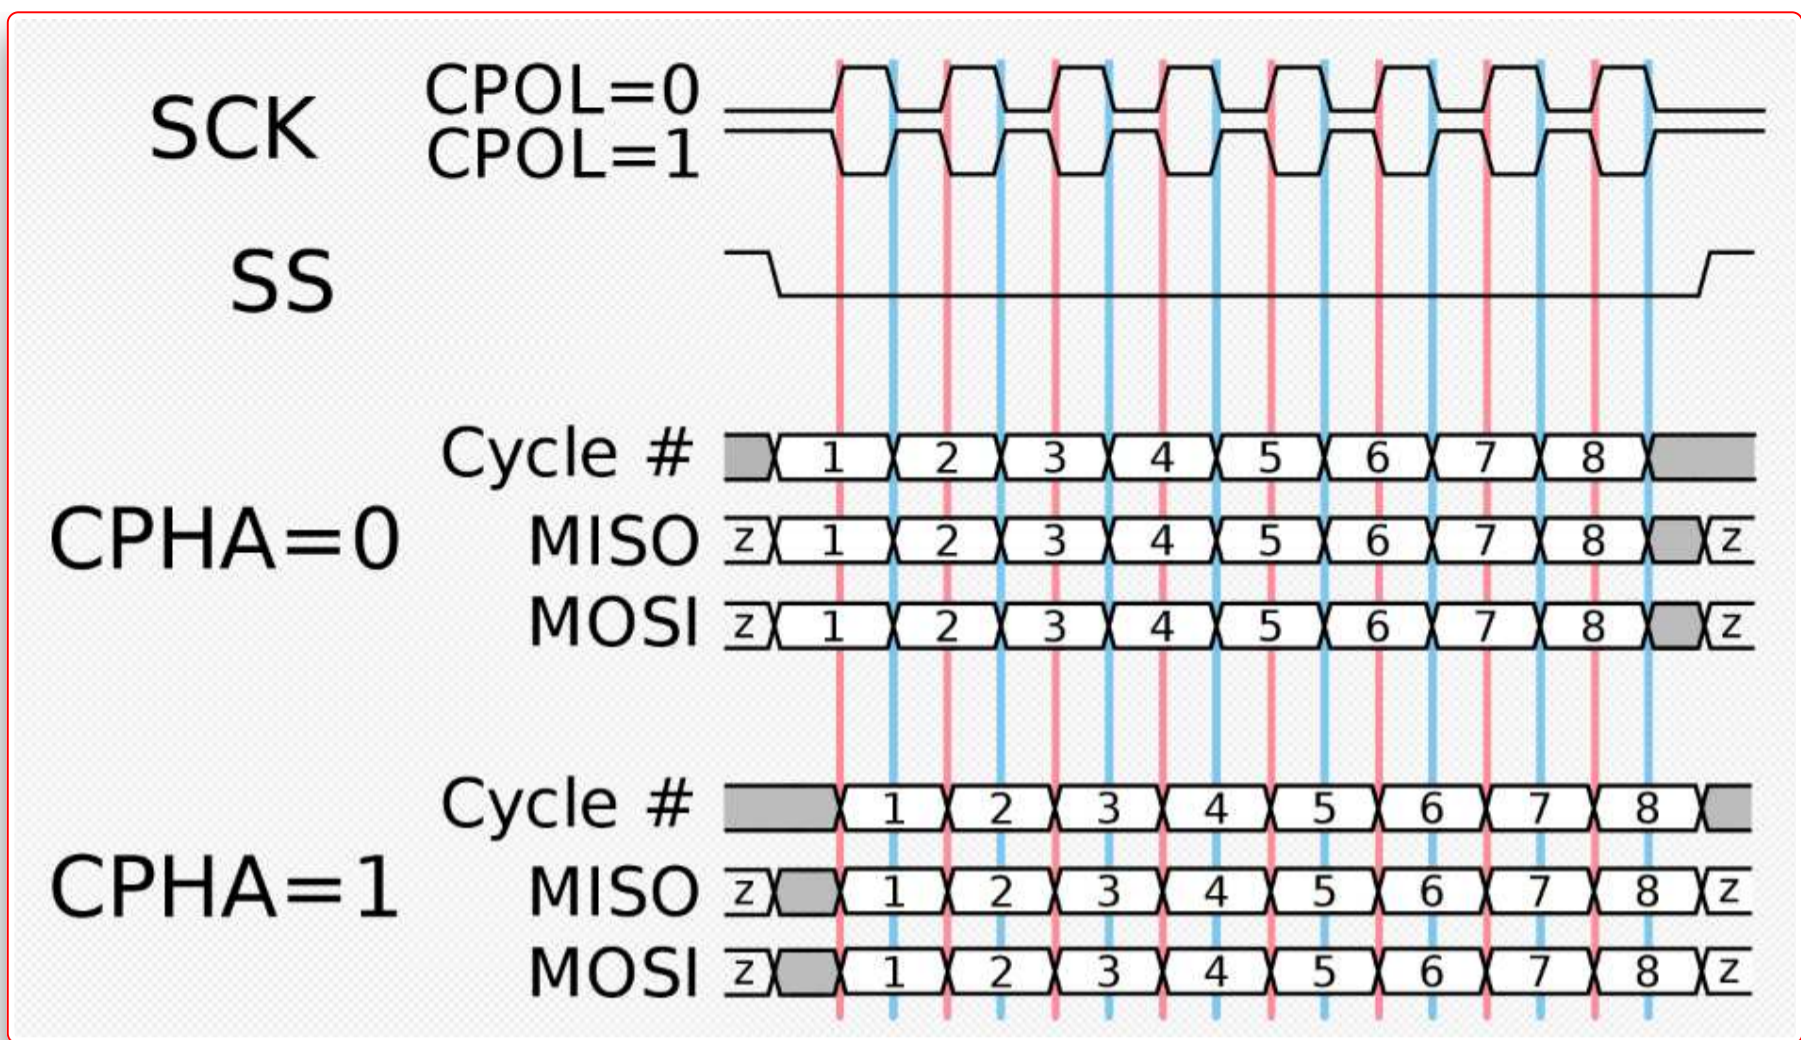 SCK CPOL=0
CPOL=1
SS
Cycle # 1 2 3 4 5 6 7 8
CPHA=0 MISO z 1 2 3 4 5 6 7 8 z
MOSI z 1 2 3 4 5 6 7 8 z
Cycle # 1 2 3 4 5 6 7 8
CPHA=1 MISO z 1 2 3 4 5 6 7 8 z
MOSI z 1 2 3 4 5 6 7 8 z